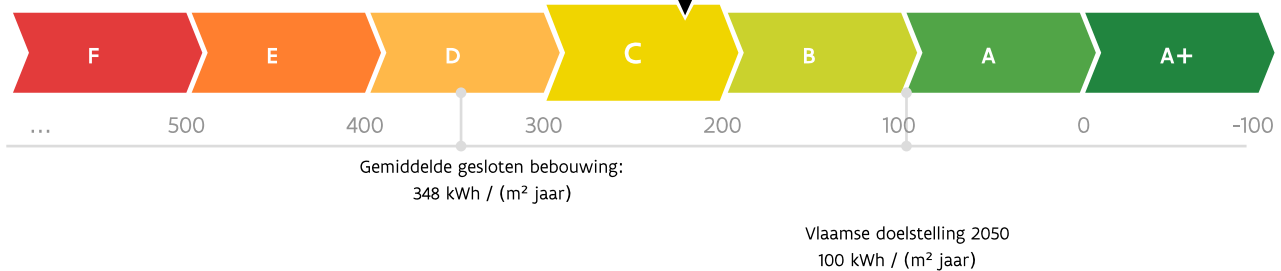 F E D C B A A+
... 500 400 300 200 100 0 -100
Gemiddelde gesloten bebouwing:
348 kWh / (m² jaar)
Vlaamse doelstelling 2050
100 kWh / (m² jaar)